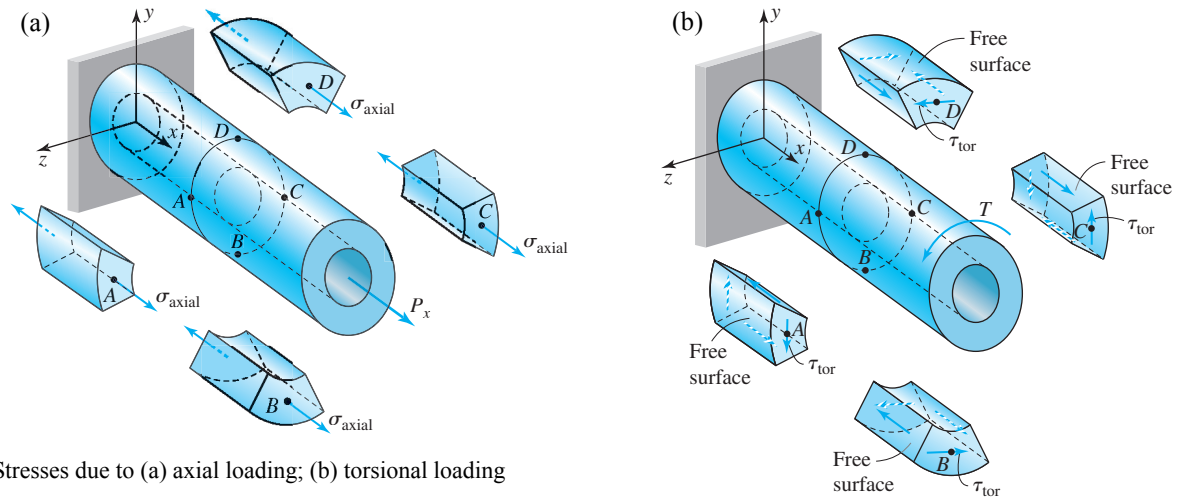 (a)
y
D
σaxial
x
z
D
C
A
C
σaxial
B
A
σaxial
Px
B
σaxial
Stresses due to (a) axial loading; (b) torsional loading
(b)
y
Free
surface
D
τtor
x
z
D
Free
surface
C
A
T
C
τtor
B
A
Free
surface
τtor
Free
surface
B
τtor